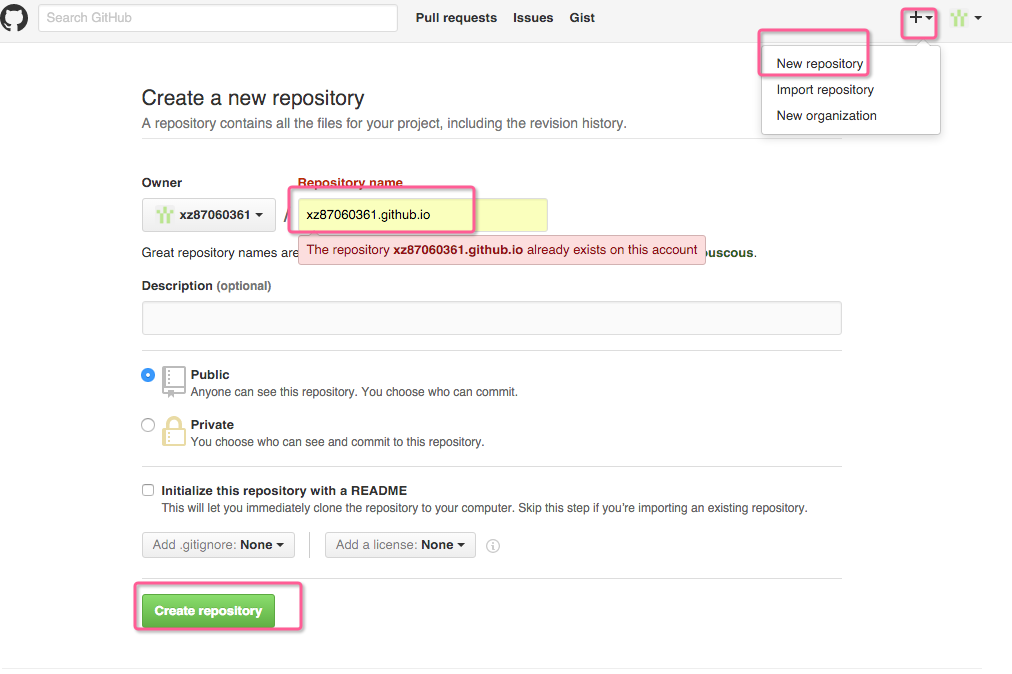 Search GitHub Pull requests Issues Gist
New repository
Import repository
New organization
Create a new repository
A repository contains all the files for your project, including the revision history.
Owner Repository name
xz87060361 / xz87060361.github.io
The repository xz87060361.github.io already exists on this account
Great repository names are ouscous.
Description (optional)
Public
Anyone can see this repository. You choose who can commit.
Private
You choose who can see and commit to this repository.
Initialize this repository with a README
This will let you immediately clone the repository to your computer. Skip this step if you're importing an existing repository.
Add .gitignore: None Add a license: None
Create repository